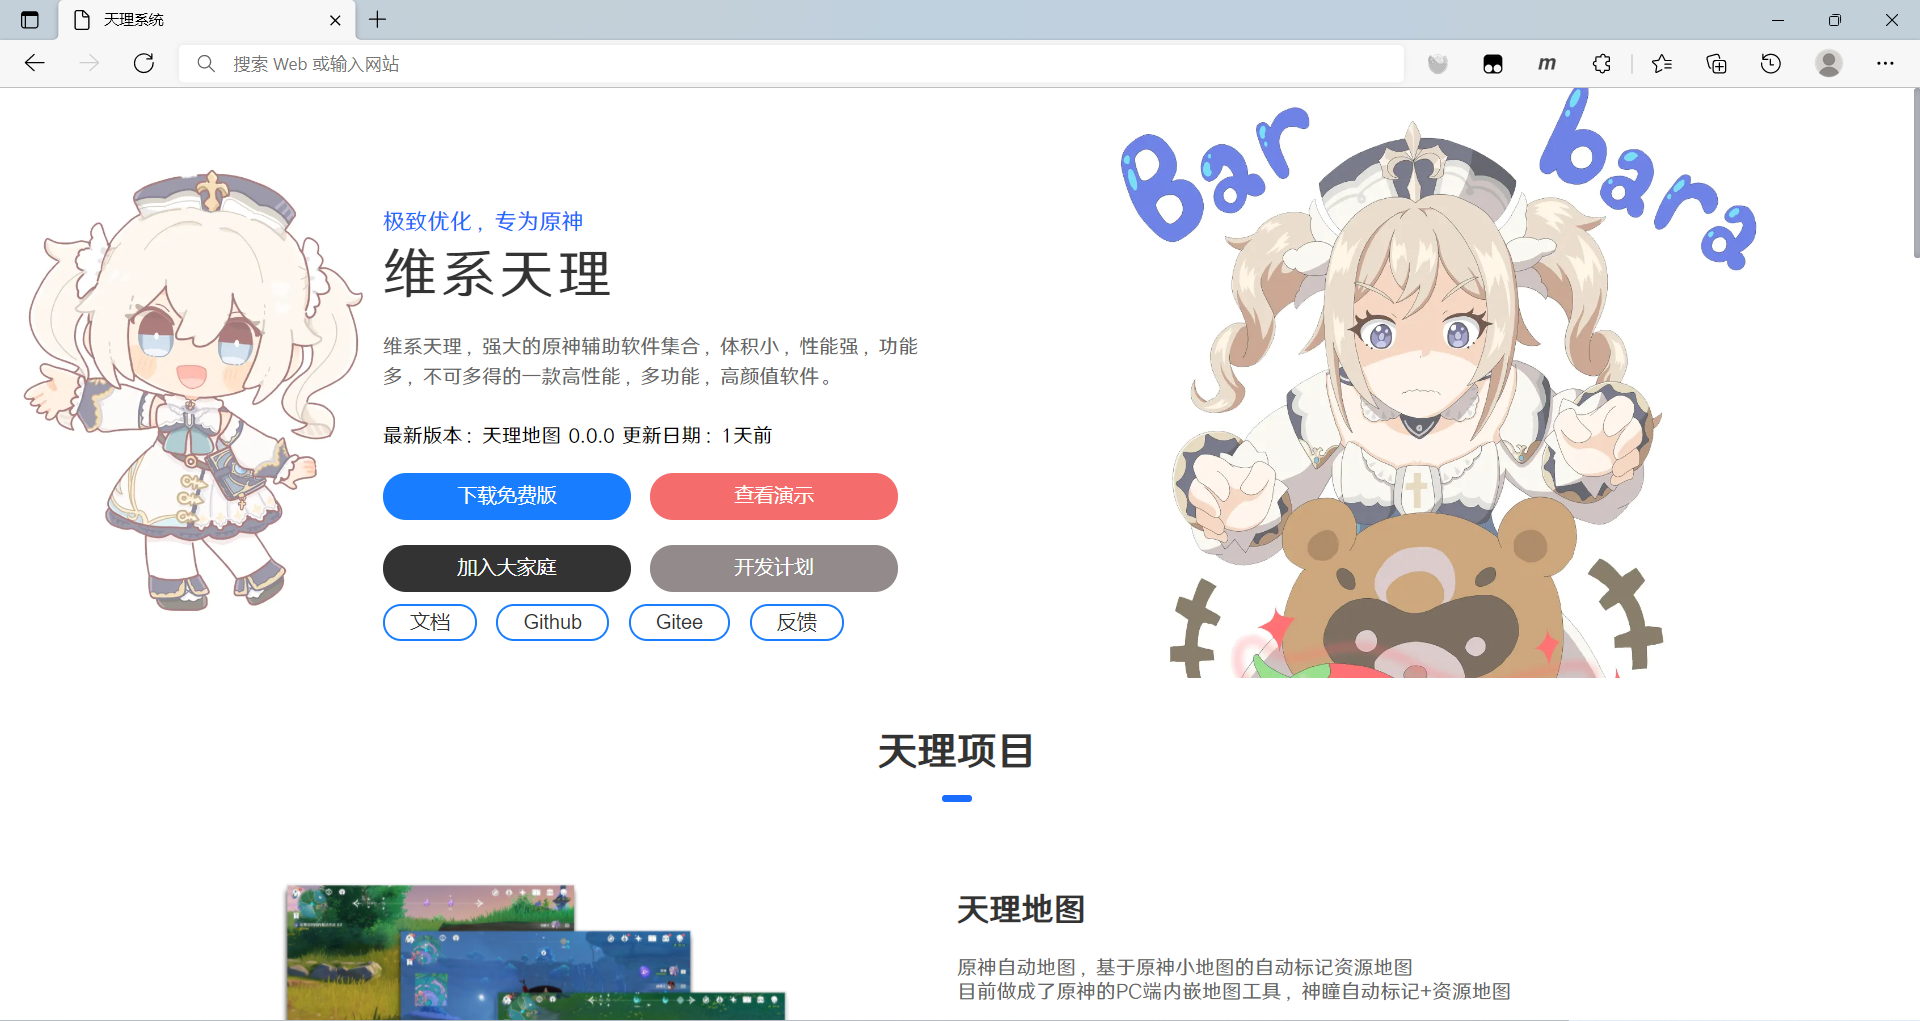 天理系统
搜索 Web 或输入网站
Bar bara
极致优化，专为原神
维系天理
维系天理，强大的原神辅助软件集合，体积小，性能强，功能
多，不可多得的一款高性能，多功能，高颜值软件。
最新版本：天理地图 0.0.0 更新日期：1天前
下载免费版 查看演示
加入大家庭 开发计划
文档 Github Gitee 反馈
天理项目
天理地图
原神自动地图，基于原神小地图的自动标记资源地图
目前做成了原神的PC端内嵌地图工具，神瞳自动标记+资源地图